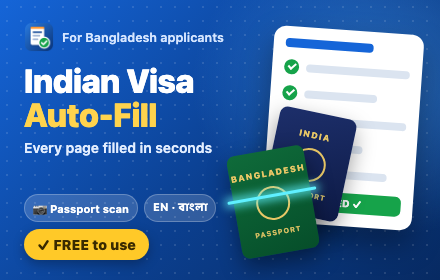 For Bangladesh applicants
Indian Visa
Auto-Fill
Every page filled in seconds
Passport scan
EN · বাংলা
✓ FREE to use
INDIA
BANGLADESH
PASSPORT